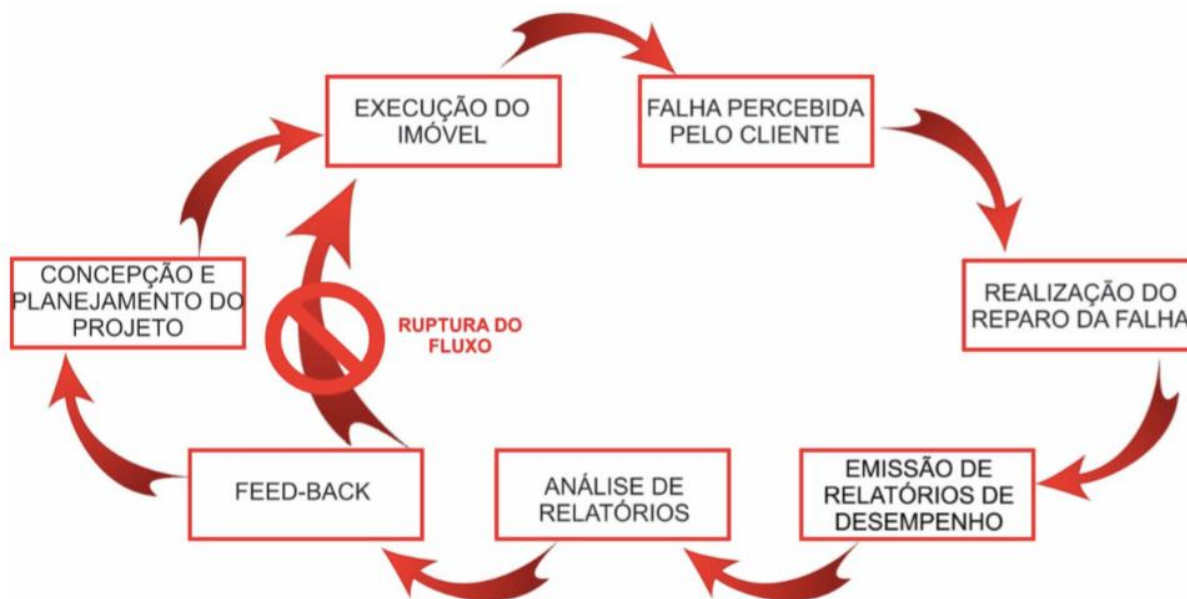 EXECUÇÃO DO
IMÓVEL
FALHA PERCEBIDA
PELO CLIENTE
CONCEPÇÃO E
PLANEJAMENTO DO
PROJETO
REALIZAÇÃO DO
REPARO DA FALHA
RUPTURA DO
FLUXO
FEED-BACK
ANÁLISE DE
RELATÓRIOS
EMISSÃO DE
RELATÓRIOS DE
DESEMPENHO